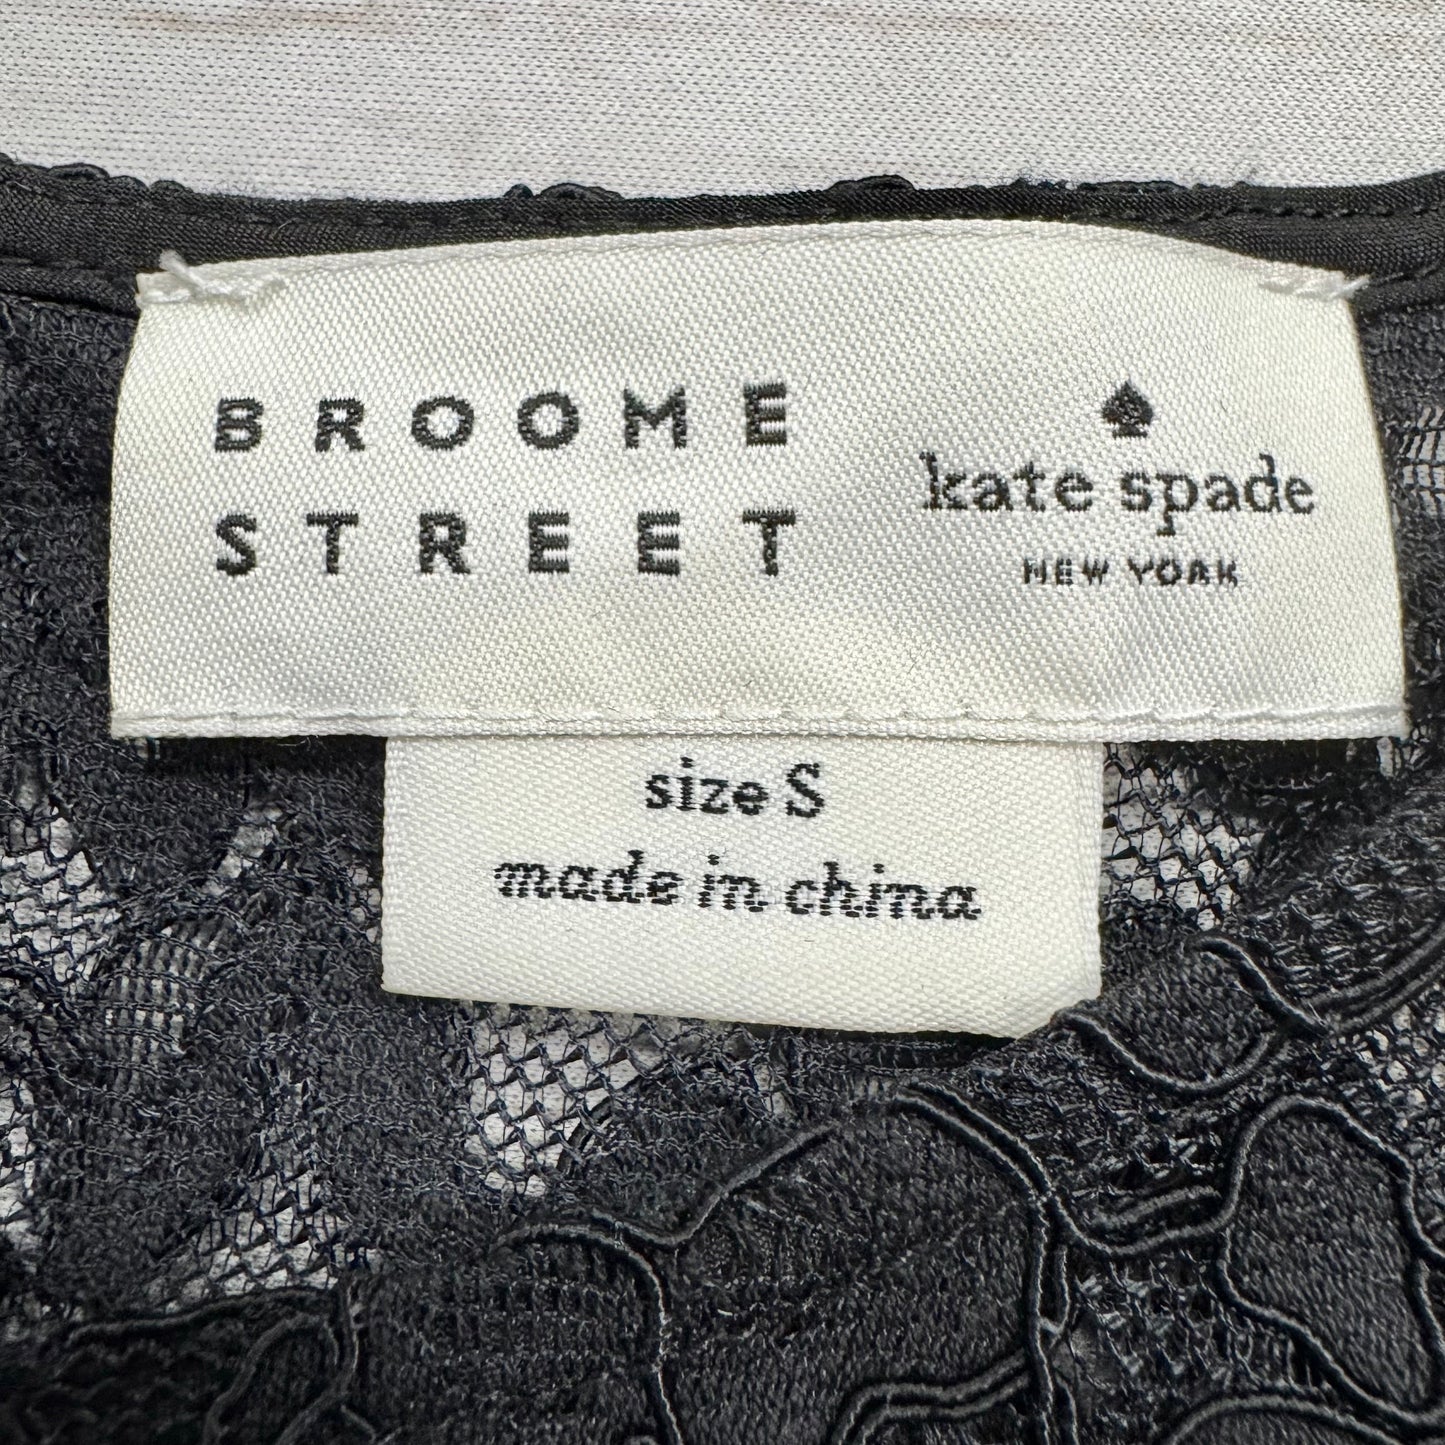 BROOME
STREET
kate spade
NEW YORK
size S
made in china